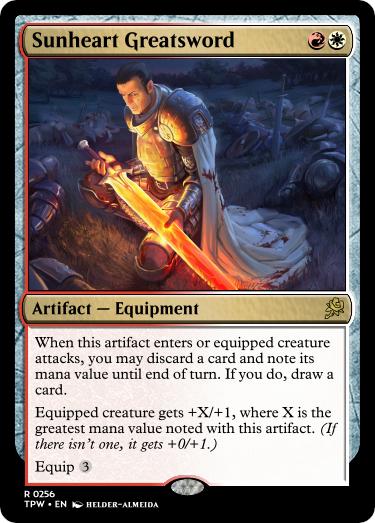 Sunheart Greatsword
Artifact — Equipment
When this artifact enters or equipped creature
attacks, you may discard a card and note its
mana value until end of turn. If you do, draw a
card.
Equipped creature gets +X/+1, where X is the
greatest mana value noted with this artifact. (If
there isn't one, it gets +0/+1.)
Equip 3
R 0256
TPW • EN HELDER-ALMEIDA